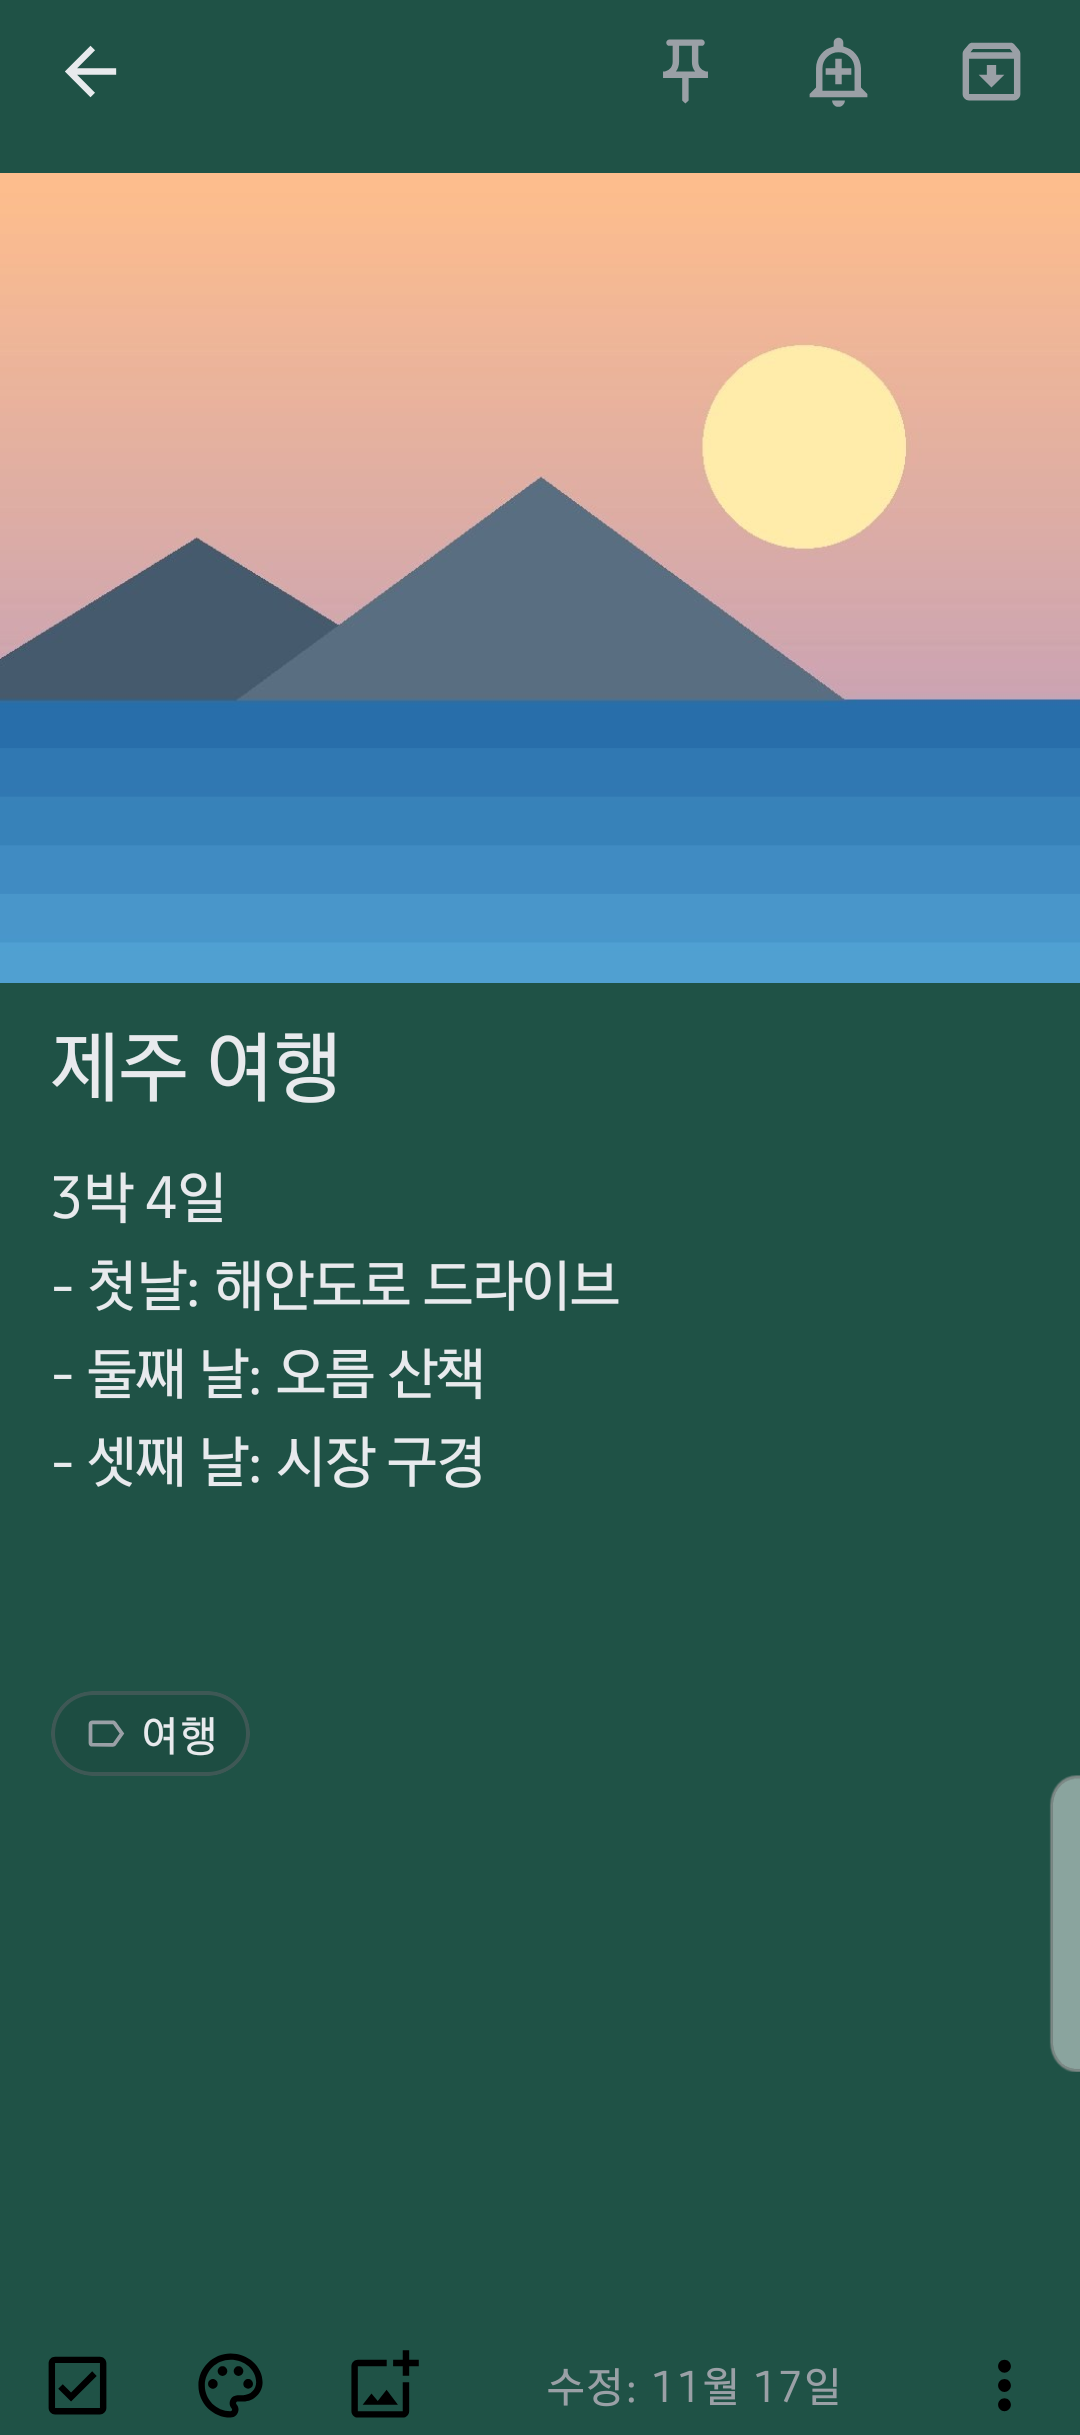 제주 여행
3박 4일
- 첫날: 해안도로 드라이브
- 둘째 날: 오름 산책
- 셋째 날: 시장 구경
여행
수정: 11월 17일